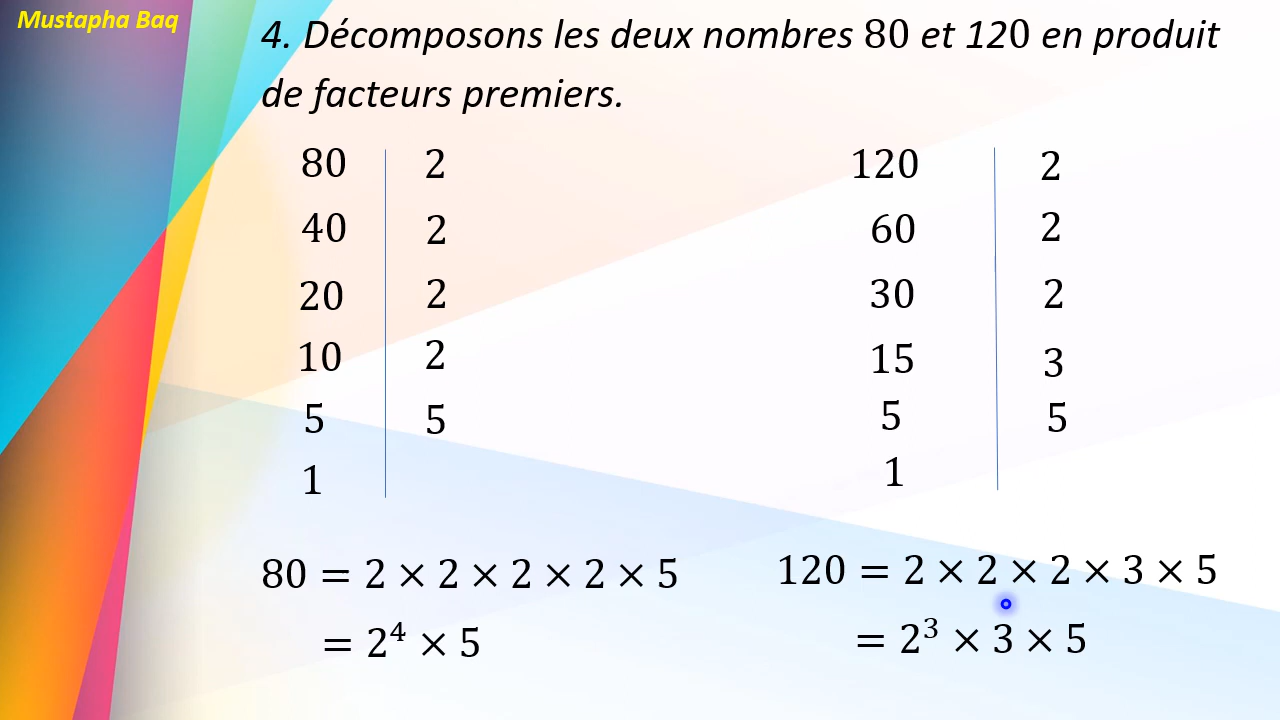 Mustapha Baq
4. Décomposons les deux nombres 80 et 120 en produit
de facteurs premiers.
80 | 2
40 | 2
20 | 2
10 | 2
5 | 5
1 |
120 | 2
60 | 2
30 | 2
15 | 3
5 | 5
1 |
80 = 2 × 2 × 2 × 2 × 5
= 2⁴ × 5
120 = 2 × 2 × 2 × 3 × 5
= 2³ × 3 × 5